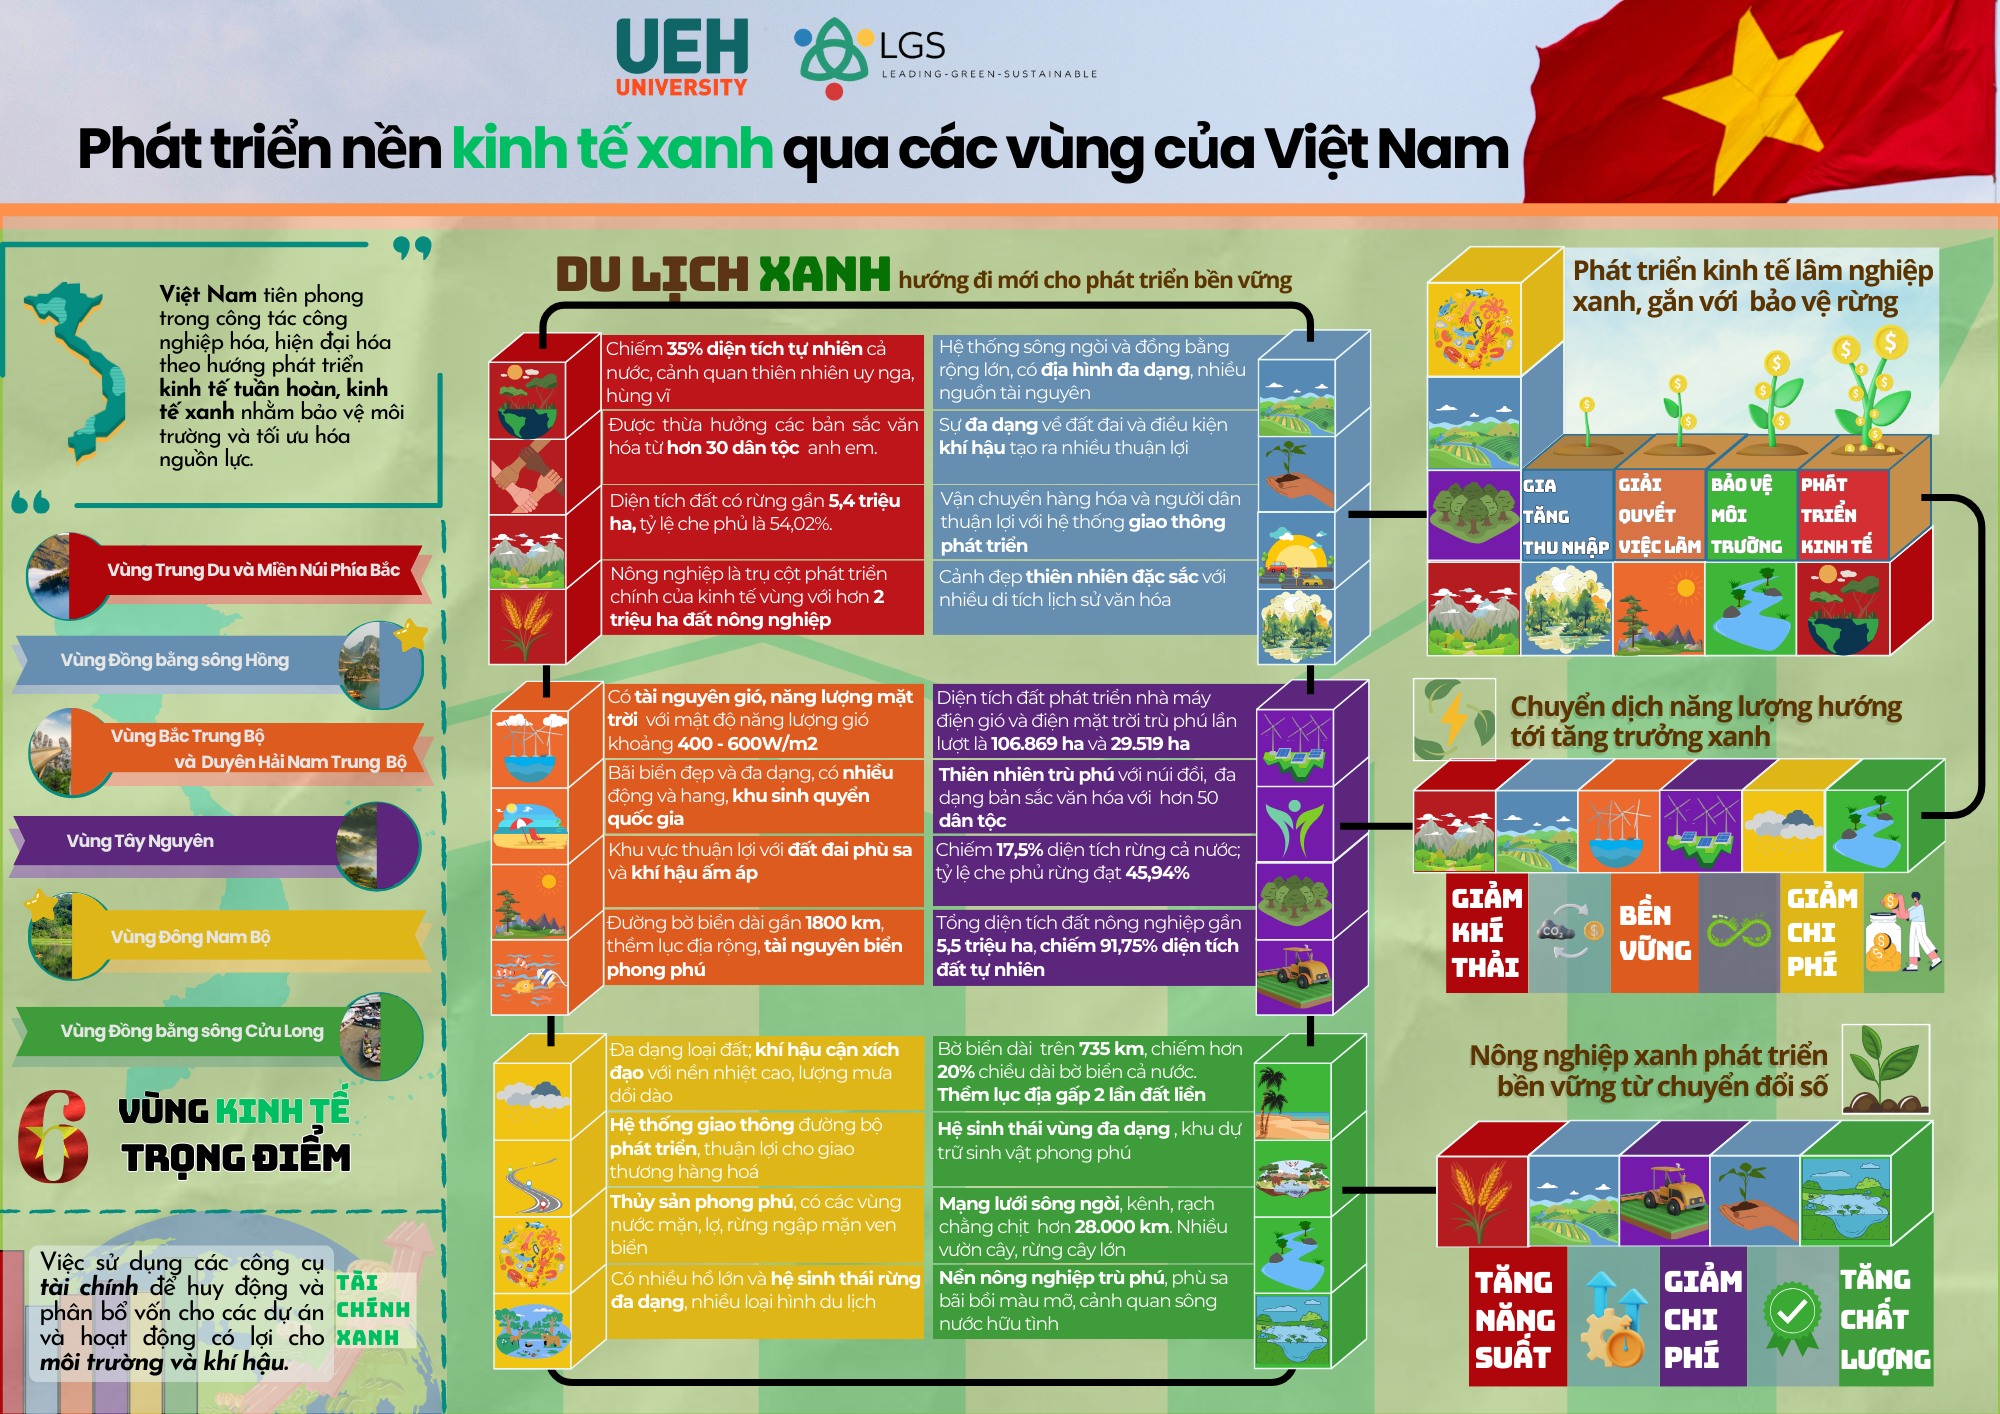 UEH
UNIVERSITY
LGS
LEADING-GREEN-SUSTAINABLE
Phát triển nền kinh tế xanh qua các vùng của Việt Nam
Việt Nam tiên phong
trong công tác công
nghiệp hóa, hiện đại hóa
theo hướng phát triển
kinh tế tuần hoàn, kinh
tế xanh nhằm bảo vệ môi
trường và tối ưu hóa
nguồn lực.
Vùng Trung Du và Miền Núi Phía Bắc
Vùng Đồng bằng sông Hồng
Vùng Bắc Trung Bộ
và Duyên Hải Nam Trung Bộ
Vùng Tây Nguyên
Vùng Đông Nam Bộ
Vùng Đồng bằng sông Cửu Long
6
VÙNG KINH TẾ
TRỌNG ĐIỂM
Việc sử dụng các công cụ
tài chính để huy động và
phân bổ vốn cho các dự án
và hoạt động có lợi cho
môi trường và khí hậu.
TÀI
CHÍNH
XANH
DU LỊCH XANH hướng đi mới cho phát triển bền vững
Chiếm 35% diện tích tự nhiên cả
nước, cảnh quan thiên nhiên uy nga,
hùng vĩ
Được thừa hưởng các bản sắc văn
hóa từ hơn 30 dân tộc anh em.
Diện tích đất có rừng gần 5,4 triệu
ha, tỷ lệ che phủ là 54,02%.
Nông nghiệp là trụ cột phát triển
chính của kinh tế vùng với hơn 2
triệu ha đất nông nghiệp
Hệ thống sông ngòi và đồng bằng
rộng lớn, có địa hình đa dạng, nhiều
nguồn tài nguyên
Sự đa dạng về đất đai và điều kiện
khí hậu tạo ra nhiều thuận lợi
Vận chuyển hàng hóa và người dân
thuận lợi với hệ thống giao thông
phát triển
Cảnh đẹp thiên nhiên đặc sắc với
nhiều di tích lịch sử văn hóa
Có tài nguyên gió, năng lượng mặt
trời với mật độ năng lượng gió
khoảng 400 - 600W/m2
Bãi biển đẹp và đa dạng, có nhiều
động và hang, khu sinh quyển
quốc gia
Khu vực thuận lợi với đất đai phù sa
và khí hậu ấm áp
Đường bờ biển dài gần 1800 km,
thềm lục địa rộng, tài nguyên biển
phong phú
Diện tích đất phát triển nhà máy
điện gió và điện mặt trời trù phú lần
lượt là 106.869 ha và 29.519 ha
Thiên nhiên trù phú với núi đồi, đa
dạng bản sắc văn hóa với hơn 50
dân tộc
Chiếm 17,5% diện tích rừng cả nước;
tỷ lệ che phủ rừng đạt 45,94%
Tổng diện tích đất nông nghiệp gần
5,5 triệu ha, chiếm 91,75% diện tích
đất tự nhiên
Đa dạng loại đất; khí hậu cận xích
đạo với nền nhiệt cao, lượng mưa
dồi dào
Hệ thống giao thông đường bộ
phát triển, thuận lợi cho giao
thương hàng hoá
Thủy sản phong phú, có các vùng
nước mặn, lợ, rừng ngập mặn ven
biển
Có nhiều hồ lớn và hệ sinh thái rừng
đa dạng, nhiều loại hình du lịch
Bờ biển dài trên 735 km, chiếm hơn
20% chiều dài bờ biển cả nước.
Thềm lục địa gấp 2 lần đất liền
Hệ sinh thái vùng đa dạng , khu dự
trữ sinh vật phong phú
Mạng lưới sông ngòi, kênh, rạch
chằng chịt hơn 28.000 km. Nhiều
vườn cây, rừng cây lớn
Nền nông nghiệp trù phú, phù sa
bãi bồi màu mỡ, cảnh quan sông
nước hữu tình
Phát triển kinh tế lâm nghiệp
xanh, gắn với bảo vệ rừng
GIA
TĂNG
THU NHẬP
GIẢI
QUYẾT
VIỆC LÀM
BẢO VỆ
MÔI
TRƯỜNG
PHÁT
TRIỂN
KINH TẾ
Chuyển dịch năng lượng hướng
tới tăng trưởng xanh
GIẢM
KHÍ
THẢI
CO2
BỀN
VỮNG
GIẢM
CHI
PHÍ
Nông nghiệp xanh phát triển
bền vững từ chuyển đổi số
TĂNG
NĂNG
SUẤT
GIẢM
CHI
PHÍ
TĂNG
CHẤT
LƯỢNG